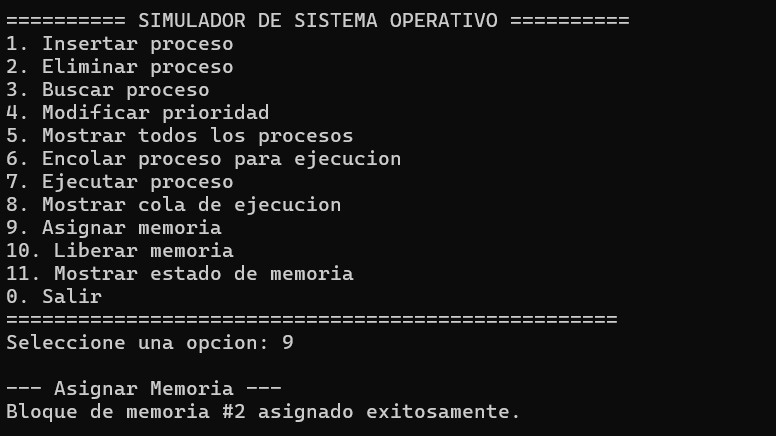 ========== SIMULADOR DE SISTEMA OPERATIVO ==========
1. Insertar proceso
2. Eliminar proceso
3. Buscar proceso
4. Modificar prioridad
5. Mostrar todos los procesos
6. Encolar proceso para ejecucion
7. Ejecutar proceso
8. Mostrar cola de ejecucion
9. Asignar memoria
10. Liberar memoria
11. Mostrar estado de memoria
0. Salir
===================================================
Seleccione una opcion: 9
--- Asignar Memoria ---
Bloque de memoria #2 asignado exitosamente.